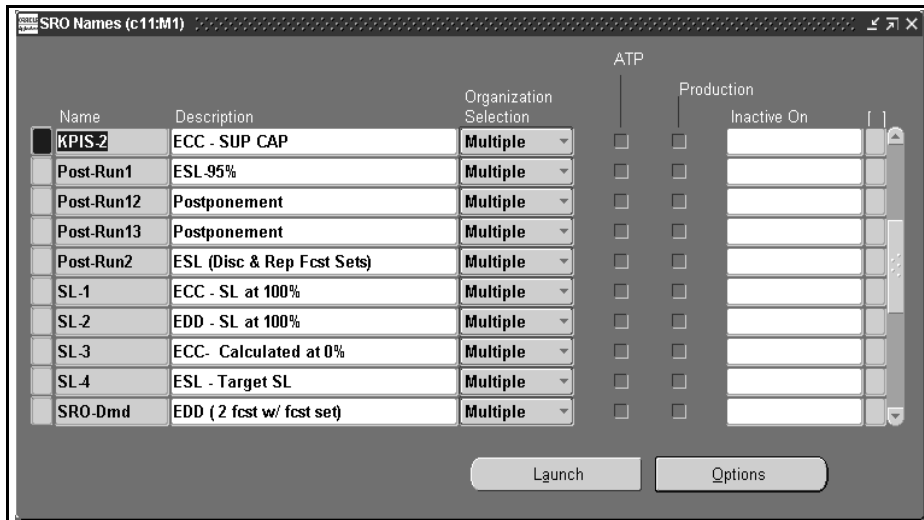 SRO Names (c11:M1)
ATP
Production
Organization
Name Description Selection Inactive On [ ]
KPIS-2 ECC - SUP CAP Multiple
Post-Run1 ESL-95% Multiple
Post-Run12 Postponement Multiple
Post-Run13 Postponement Multiple
Post-Run2 ESL (Disc & Rep Fcst Sets) Multiple
SL-1 ECC - SL at 100% Multiple
SL-2 EDD - SL at 100% Multiple
SL-3 ECC- Calculated at 0% Multiple
SL-4 ESL - Target SL Multiple
SRO-Dmd EDD ( 2 fcst w/ fcst set) Multiple
Launch Options